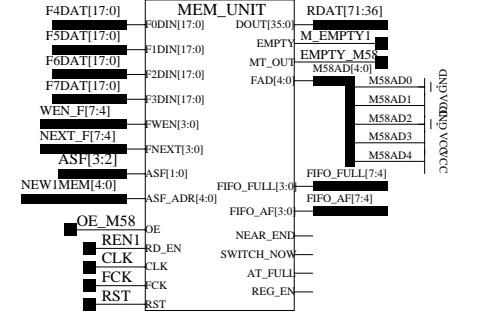 MEM_UNIT
F4DAT[17:0]
F0DIN[17:0]
F5DAT[17:0]
F1DIN[17:0]
F6DAT[17:0]
F2DIN[17:0]
F7DAT[17:0]
F3DIN[17:0]
WEN_F[7:4]
FWEN[3:0]
NEXT_F[7:4]
FNEXT[3:0]
ASF[3:2]
ASF[1:0]
NEW1MEM[4:0]
ASF_ADR[4:0]
OE_M58
OE
REN1
RD_EN
CLK
CLK
FCK
FCK
RST
RST
RDAT[71:36]
DOUT[35:0]
M_EMPTY1
EMPTY
EMPTY_M58
MT_OUT
M58AD[4:0]
FAD[4:0]
M58AD0
M58AD1
M58AD2
M58AD3
M58AD4
GND
GND
FIFO_FULL[7:4]
FIFO_FULL[3:0]
FIFO_AF[7:4]
FIFO_AF[3:0]
NEAR_END
SWITCH_NOW
AT_FULL
REG_EN